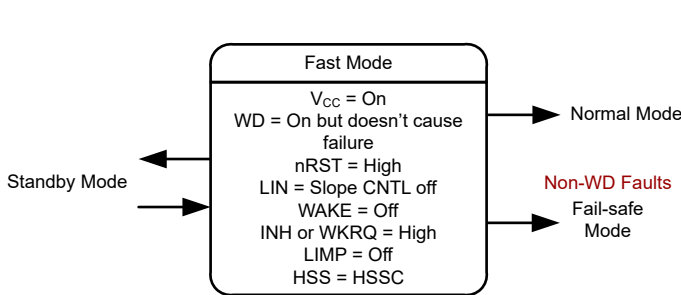 Fast Mode
V_CC = On
WD = On but doesn't cause
failure
nRST = High
LIN = Slope CNTL off
WAKE = Off
INH or WKRQ = High
LIMP = Off
HSS = HSSC
Standby Mode
Normal Mode
Non-WD Faults
Fail-safe
Mode